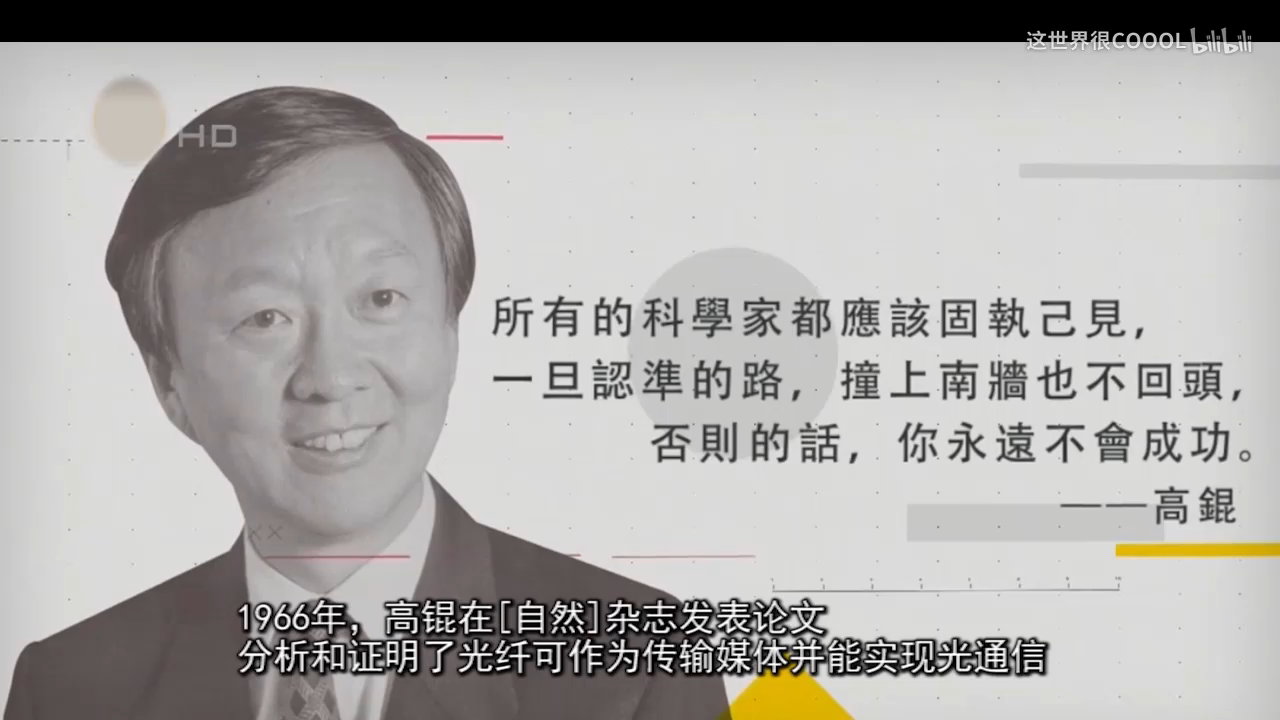 这世界很COOOL bilibili
HD
所有的科學家都應該固執己見,
一旦認準的路, 撞上南牆也不回頭,
否則的話, 你永遠不會成功。
——高錕
1966年, 高锟在[自然]杂志发表论文
分析和证明了光纤可作为传输媒体并能实现光通信